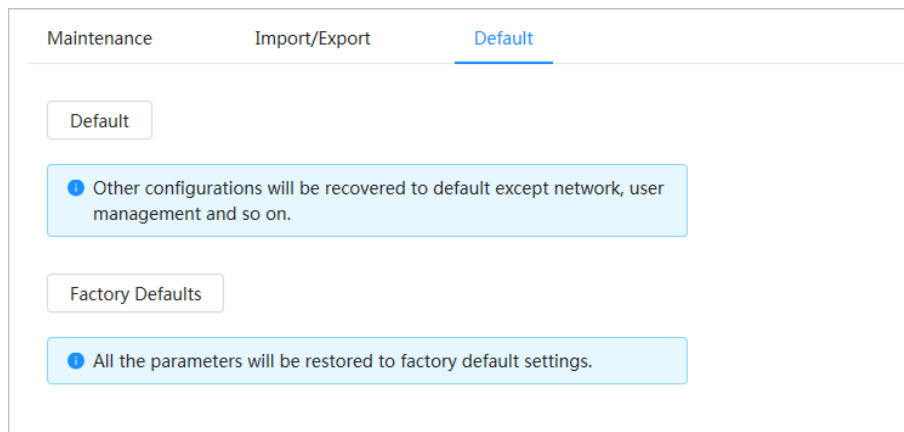 Maintenance Import/Export Default
Default
Other configurations will be recovered to default except network, user
management and so on.
Factory Defaults
All the parameters will be restored to factory default settings.